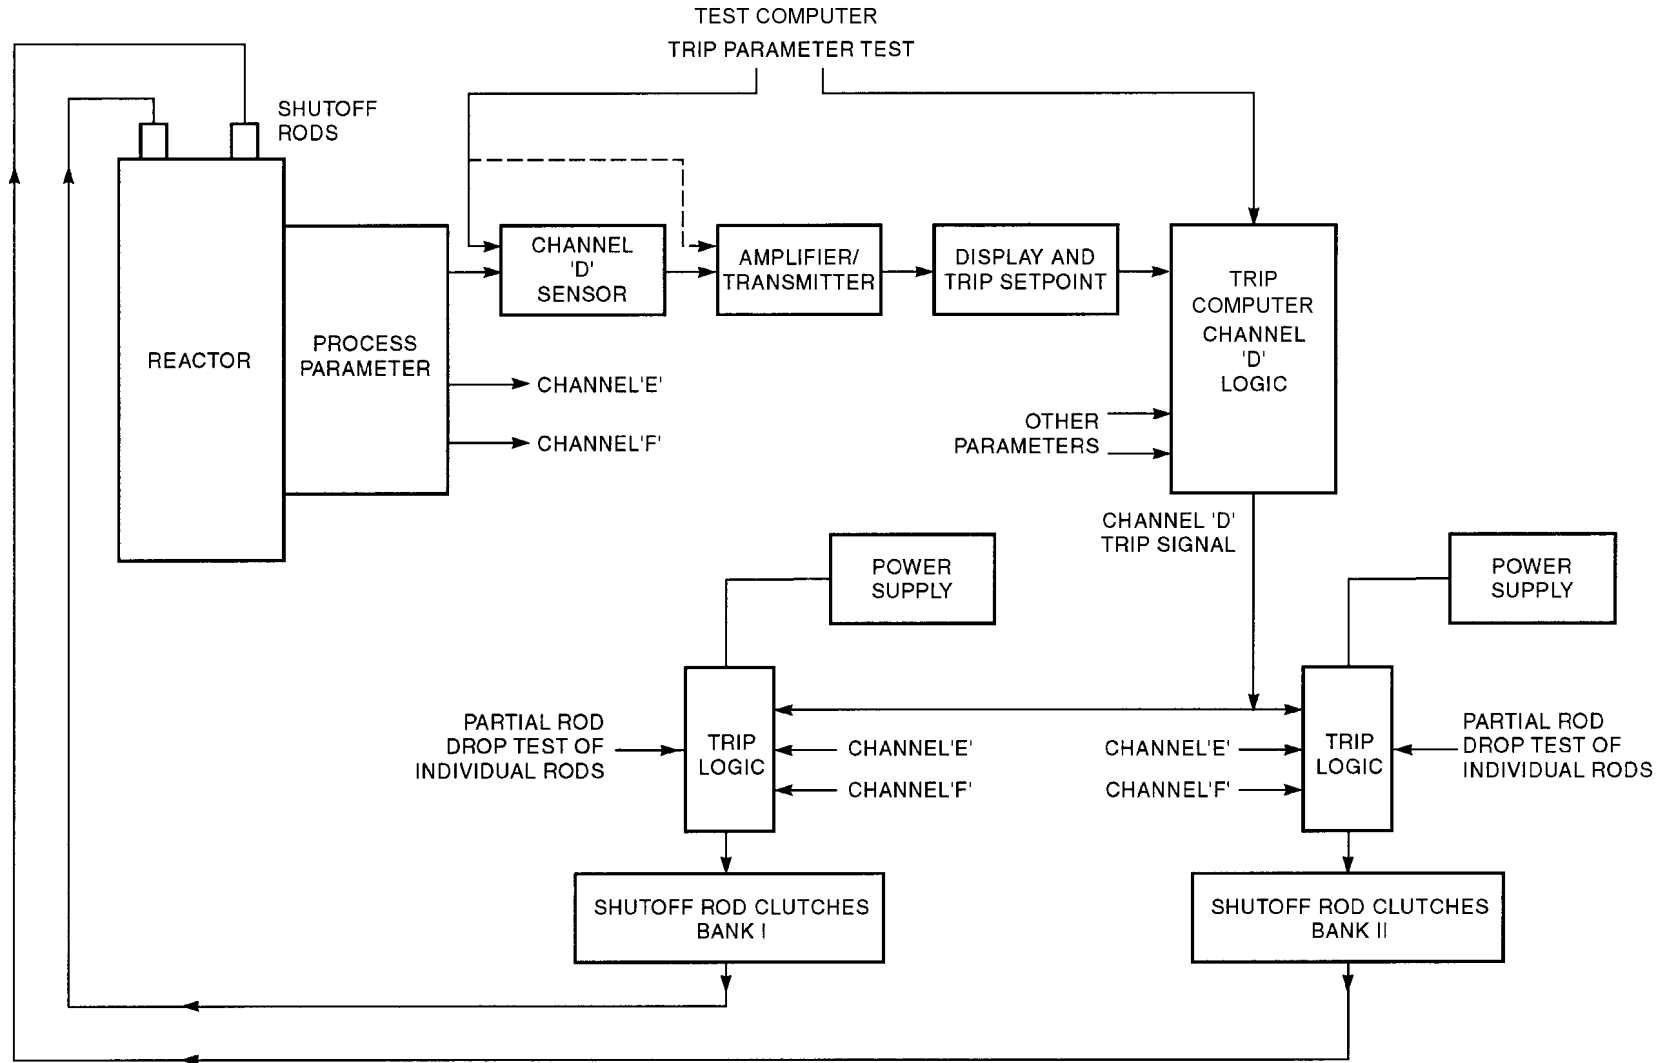 TEST COMPUTER
TRIP PARAMETER TEST
SHUTOFF
RODS
CHANNEL
'D'
SENSOR
AMPLIFIER/
TRANSMITTER
DISPLAY AND
TRIP SETPOINT
TRIP
COMPUTER
CHANNEL
'D'
LOGIC
REACTOR
PROCESS
PARAMETER
CHANNEL'E'
CHANNEL'F'
OTHER
PARAMETERS
CHANNEL 'D'
TRIP SIGNAL
POWER
SUPPLY
POWER
SUPPLY
PARTIAL ROD
DROP TEST OF
INDIVIDUAL RODS
TRIP
LOGIC
CHANNEL'E'
CHANNEL'F'
CHANNEL'E'
CHANNEL'F'
TRIP
LOGIC
PARTIAL ROD
DROP TEST OF
INDIVIDUAL RODS
SHUTOFF ROD CLUTCHES
BANK I
SHUTOFF ROD CLUTCHES
BANK II